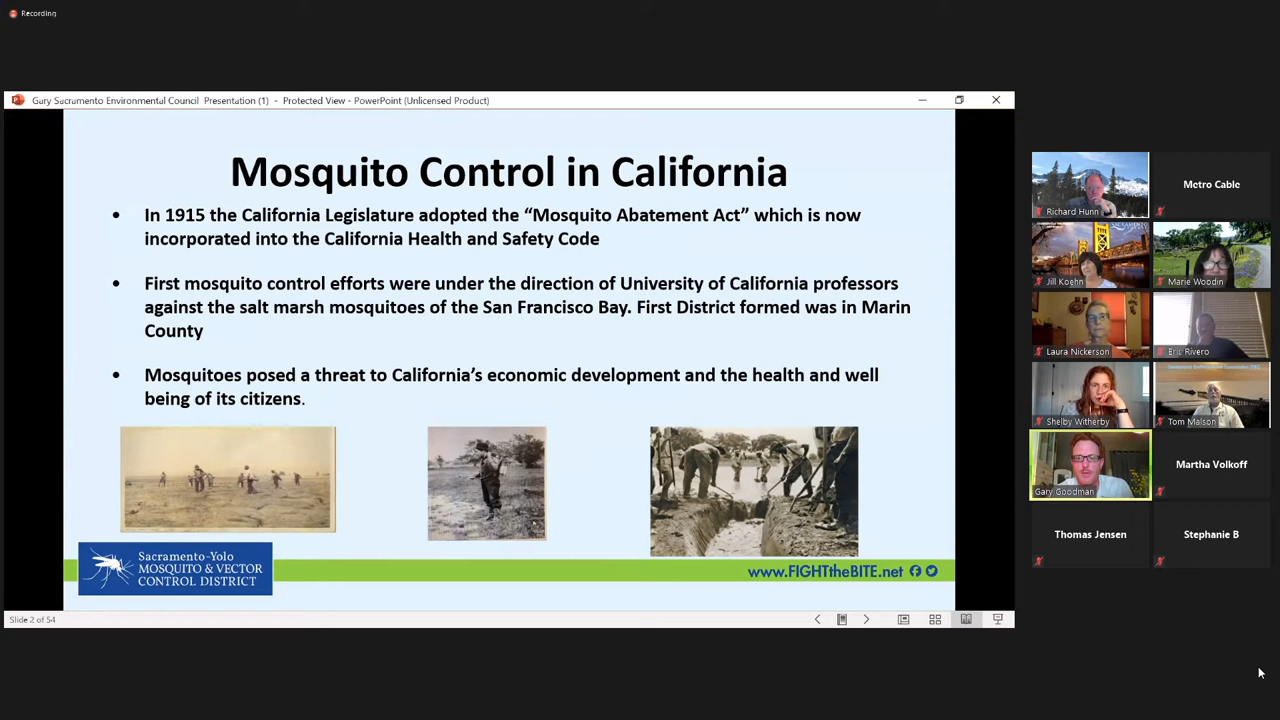 Recording
Gary Sacramento Environmental Council Presentation (1) - Protected View - PowerPoint (Unlicensed Product)
Mosquito Control in California
• In 1915 the California Legislature adopted the “Mosquito Abatement Act” which is now
incorporated into the California Health and Safety Code
• First mosquito control efforts were under the direction of University of California professors
against the salt marsh mosquitoes of the San Francisco Bay. First District formed was in Marin
County
• Mosquitoes posed a threat to California’s economic development and the health and well
being of its citizens.
Sacramento-Yolo
MOSQUITO & VECTOR
CONTROL DISTRICT
www.FIGHTtheBITE.net
Slide 2 of 54
Richard Hunn
Metro Cable
Jill Koehn
Marie Woodin
Laura Nickerson
Eric Rivero
Shelby Witherby
Tom Malson
Gary Goodman
Martha Volkoff
Thomas Jensen
Stephanie B